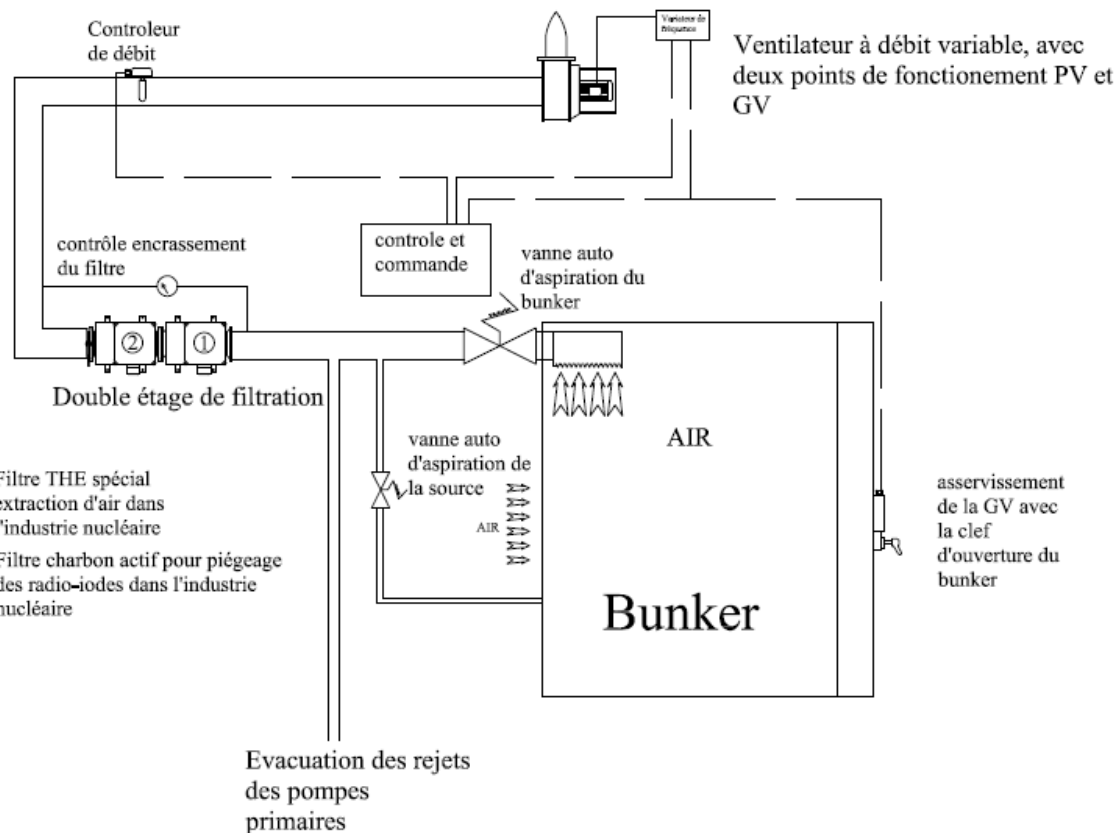 Controleur
de débit
Variateur de
fréquence
Ventilateur à débit variable, avec
deux points de fonctionement PV et
GV
contrôle encrassement
du filtre
controle et
commande
vanne auto
d'aspiration du
bunker
② ①
Double étage de filtration
AIR
vanne auto
d'aspiration de
la source
AIR
Filtre THE spécial
extraction d'air dans
l'industrie nucléaire
Filtre charbon actif pour piégeage
des radio-iodes dans l'industrie
nucléaire
asservissement
de la GV avec
la clef
d'ouverture du
bunker
Bunker
Evacuation des rejets
des pompes
primaires